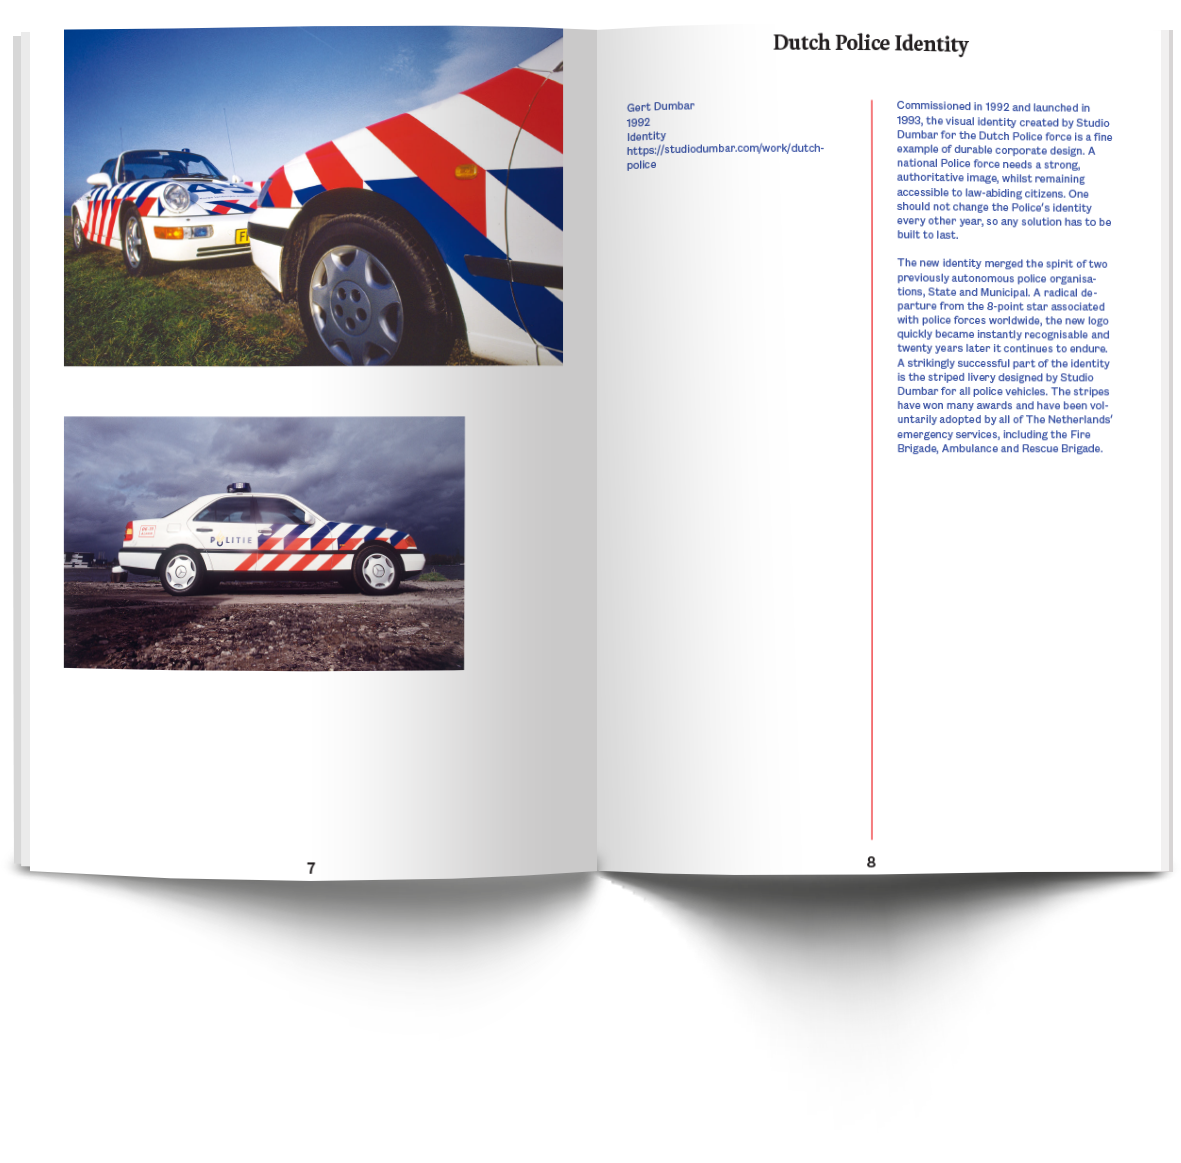 POLITIE
7
Dutch Police Identity
Gert Dumbar
1992
Identity
https://studiodumbar.com/work/dutch-
police
Commissioned in 1992 and launched in
1993, the visual identity created by Studio
Dumbar for the Dutch Police force is a fine
example of durable corporate design. A
national Police force needs a strong,
authoritative image, whilst remaining
accessible to law-abiding citizens. One
should not change the Police's identity
every other year, so any solution has to be
built to last.
The new identity merged the spirit of two
previously autonomous police organisa-
tions, State and Municipal. A radical de-
parture from the 8-point star associated
with police forces worldwide, the new logo
quickly became instantly recognisable and
twenty years later it continues to endure.
A strikingly successful part of the identity
is the striped livery designed by Studio
Dumbar for all police vehicles. The stripes
have won many awards and have been vol-
untarily adopted by all of The Netherlands'
emergency services, including the Fire
Brigade, Ambulance and Rescue Brigade.
8